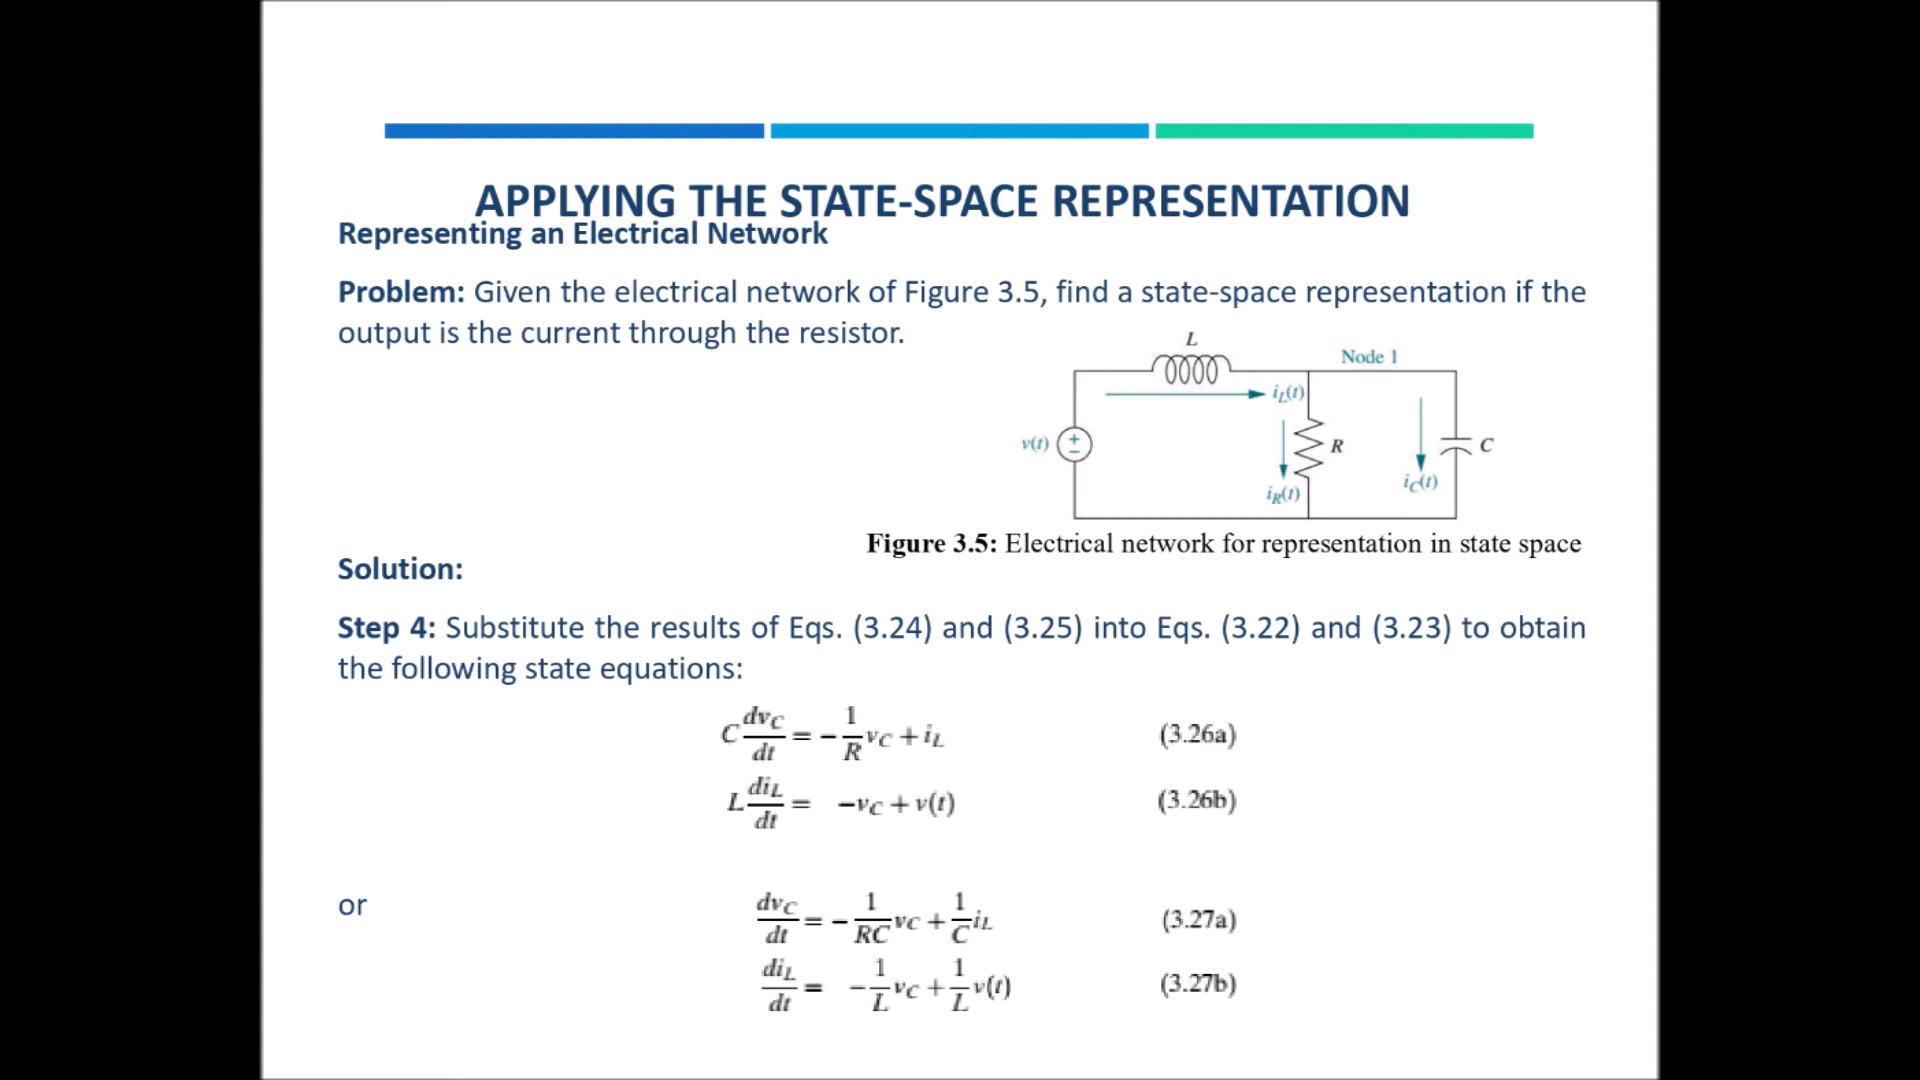 APPLYING THE STATE-SPACE REPRESENTATION
Representing an Electrical Network
Problem: Given the electrical network of Figure 3.5, find a state-space representation if the
output is the current through the resistor.
L
Node 1
i_L(t)
v(t)
+
−
R
C
i_R(t)
i_C(t)
Figure 3.5: Electrical network for representation in state space
Solution:
Step 4: Substitute the results of Eqs. (3.24) and (3.25) into Eqs. (3.22) and (3.23) to obtain
the following state equations:
C dv_C/dt = −1/R v_C + i_L (3.26a)
L di_L/dt = −v_C + v(t) (3.26b)
or
dv_C/dt = −1/RC v_C + 1/C i_L (3.27a)
di_L/dt = −1/L v_C + 1/L v(t) (3.27b)